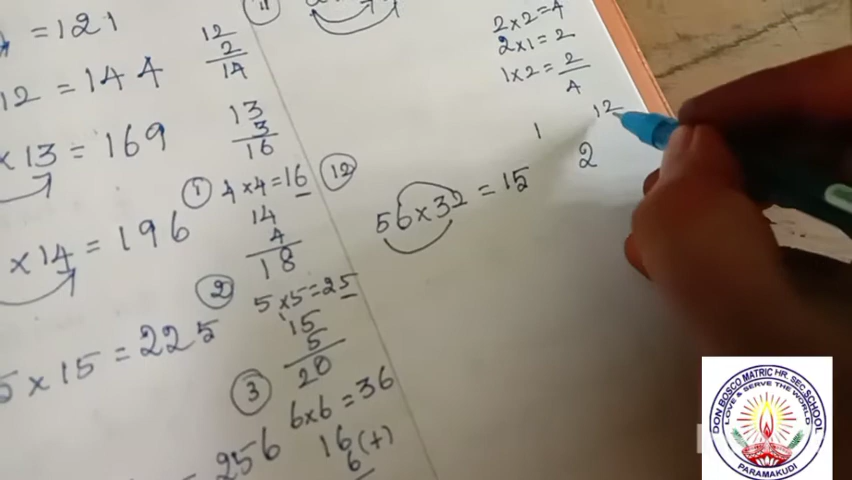 = 121
12 = 144
12
2
14
× 13 = 169
13
3
16
① 4 × 4 = 16
× 14 = 196
14
4
18
② 5 × 5 = 25
5 × 15 = 225
15
5
20
③ 6 × 6 = 36
256
16 (+)
6
11
2 × 2 = 4
2 × 1 = 2
1 × 2 = 2
4
⑫
56 × 32 = 15
1 12
2
DON BOSCO MATRIC HR. SEC. SCHOOL
LOVE & SERVE THE WORLD
PARAMAKUDI